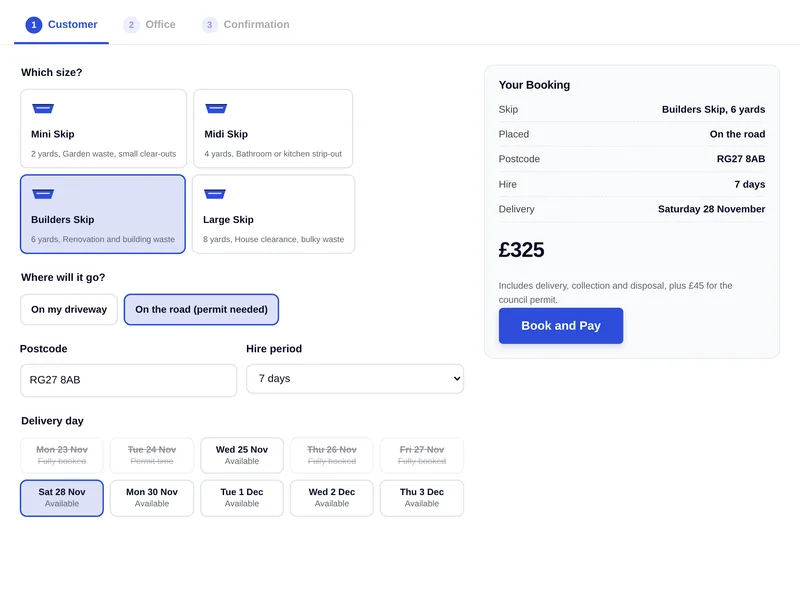 1 Customer
2 Office
3 Confirmation
Which size?
Mini Skip
2 yards, Garden waste, small clear-outs
Midi Skip
4 yards, Bathroom or kitchen strip-out
Builders Skip
6 yards, Renovation and building waste
Large Skip
8 yards, House clearance, bulky waste
Where will it go?
On my driveway
On the road (permit needed)
Postcode
RG27 8AB
Hire period
7 days
Delivery day
Mon 23 Nov
Fully booked
Tue 24 Nov
Permit time
Wed 25 Nov
Available
Thu 26 Nov
Fully booked
Fri 27 Nov
Fully booked
Sat 28 Nov
Available
Mon 30 Nov
Available
Tue 1 Dec
Available
Wed 2 Dec
Available
Thu 3 Dec
Available
Your Booking
Skip Builders Skip, 6 yards
Placed On the road
Postcode RG27 8AB
Hire 7 days
Delivery Saturday 28 November
£325
Includes delivery, collection and disposal, plus £45 for the
council permit.
Book and Pay